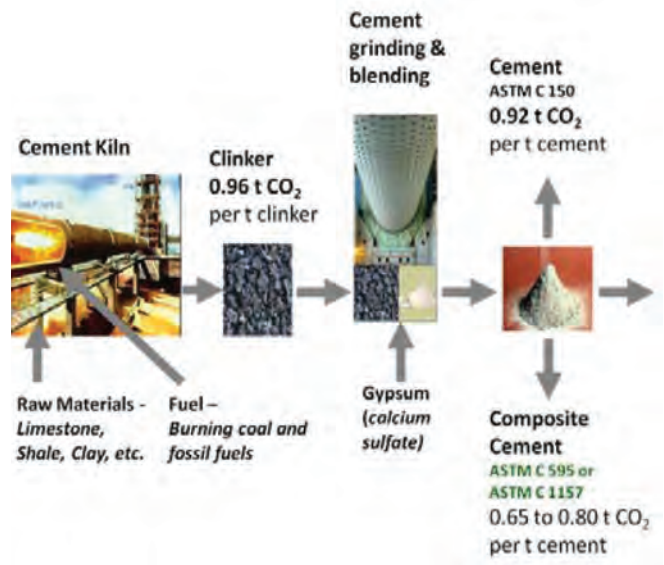 Cement Kiln
Raw Materials -
Limestone,
Shale, Clay, etc.
Fuel –
Burning coal and
fossil fuels
Clinker
0.96 t CO₂
per t clinker
Cement
grinding &
blending
Gypsum
(calcium
sulfate)
Cement
ASTM C 150
0.92 t CO₂
per t cement
Composite
Cement
ASTM C 595 or
ASTM C 1157
0.65 to 0.80 t CO₂
per t cement